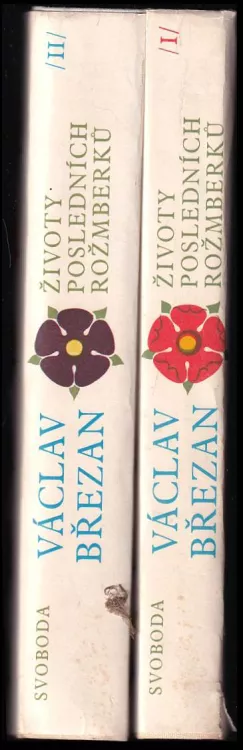 SVOBODA
VÁCLAV
BŘEZAN
ŽIVOTY
POSLEDNÍCH
ROŽMBERKŮ
/II/
SVOBODA
VÁCLAV
BŘEZAN
ŽIVOTY
POSLEDNÍCH
ROŽMBERKŮ
/I/